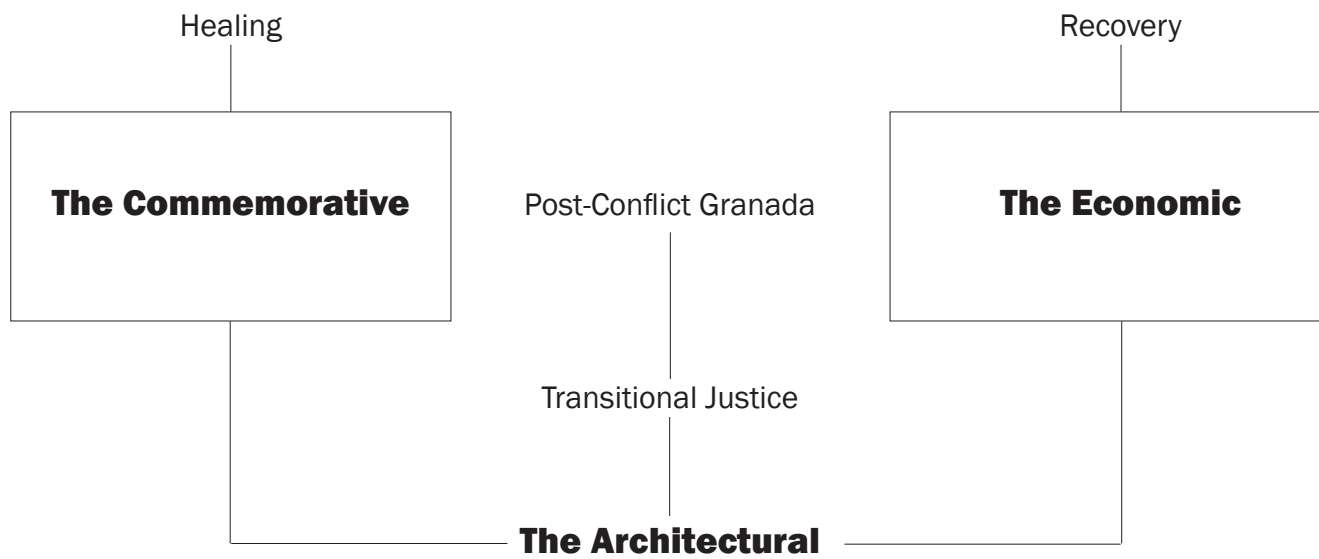 Healing
Recovery
The Commemorative
Post-Conflict Granada
The Economic
Transitional Justice
The Architectural